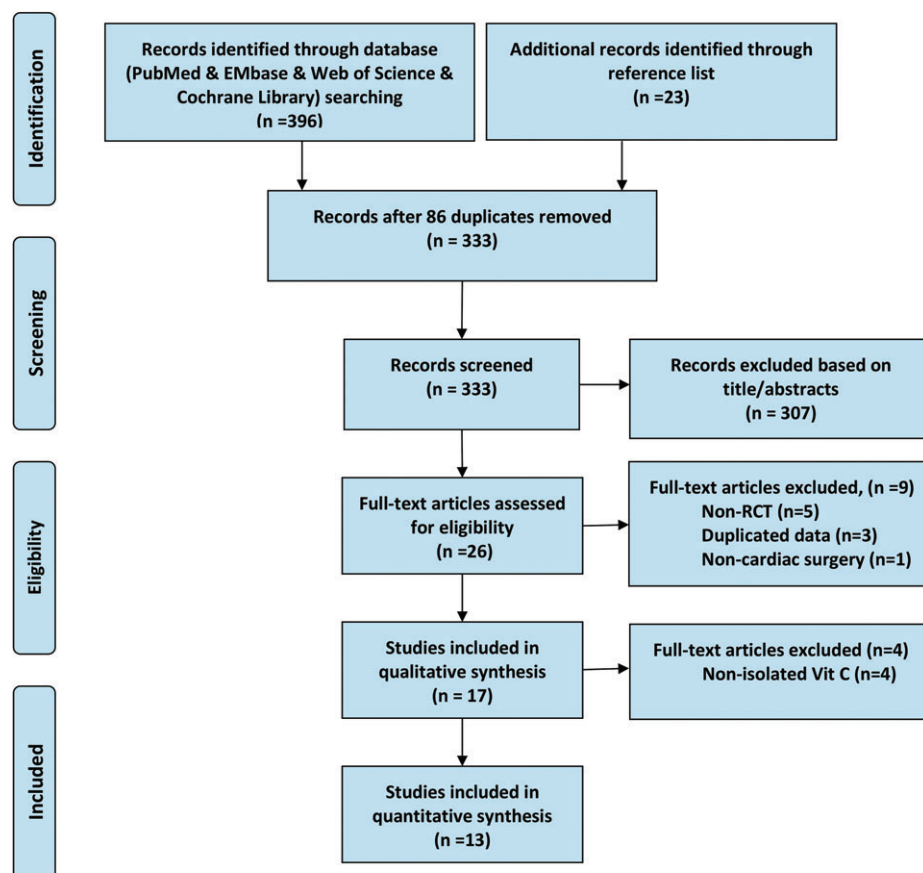 Identification
Records identified through database
(PubMed & EMbase & Web of Science &
Cochrane Library) searching
(n =396)
Additional records identified through
reference list
(n =23)
Records after 86 duplicates removed
(n = 333)
Screening
Records screened
(n = 333)
Records excluded based on
title/abstracts
(n = 307)
Eligibility
Full-text articles assessed
for eligibility
(n =26)
Full-text articles excluded, (n =9)
Non-RCT (n=5)
Duplicated data (n=3)
Non-cardiac surgery (n=1)
Studies included in
qualitative synthesis
(n = 17)
Full-text articles excluded (n=4)
Non-isolated Vit C (n=4)
Included
Studies included in
quantitative synthesis
(n =13)